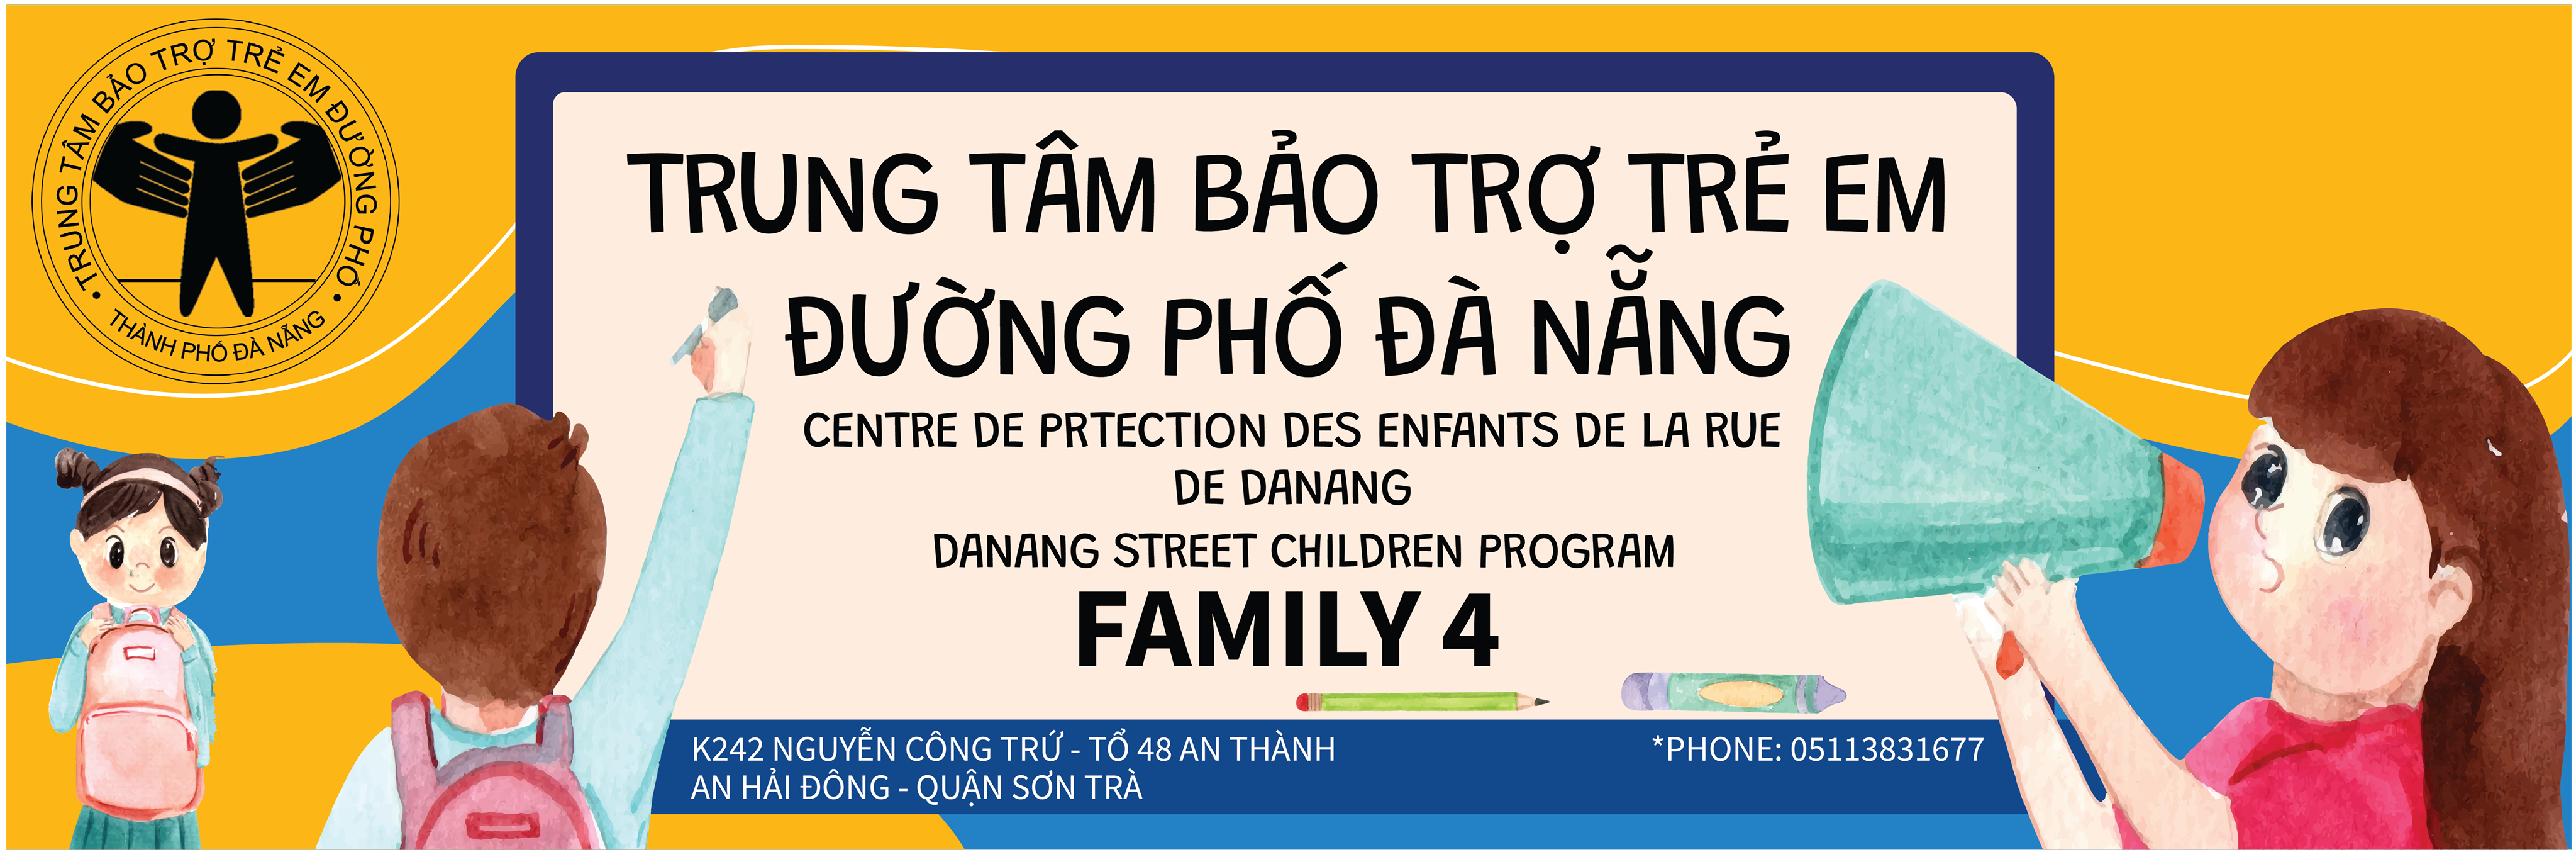 TRUNG TÂM BẢO TRỢ TRẺ EM ĐƯỜNG PHỐ
THÀNH PHỐ ĐÀ NẴNG
TRUNG TÂM BẢO TRỢ TRẺ EM
ĐƯỜNG PHỐ ĐÀ NẴNG
CENTRE DE PRTECTION DES ENFANTS DE LA RUE
DE DANANG
DANANG STREET CHILDREN PROGRAM
FAMILY 4
K242 NGUYỄN CÔNG TRỨ - TỔ 48 AN THÀNH
AN HẢI ĐÔNG - QUẬN SƠN TRÀ
*PHONE: 05113831677